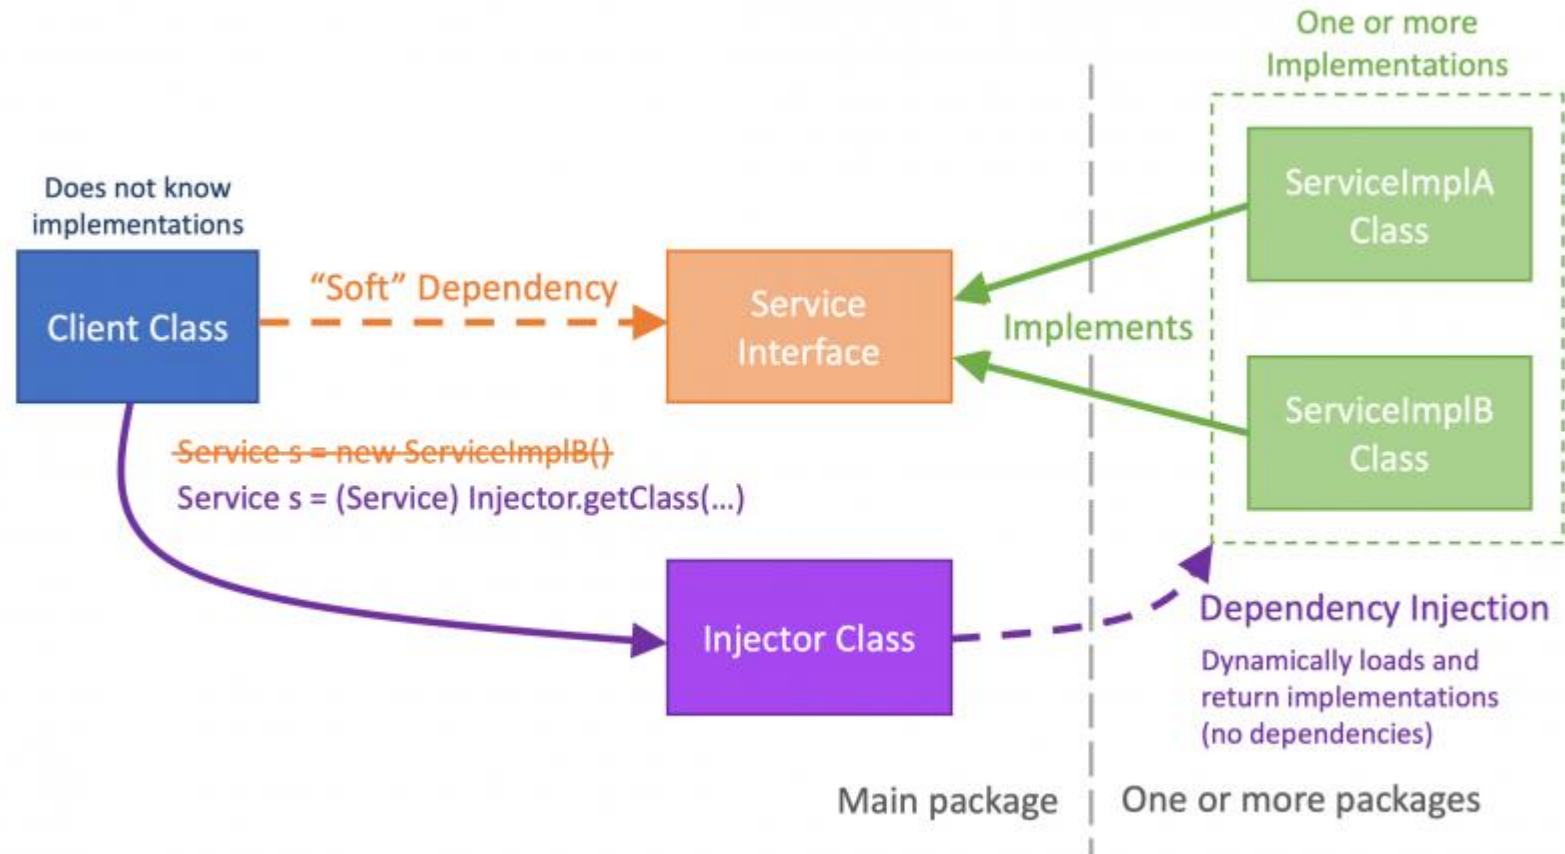 One or more
Implementations
ServiceImplA
Class
Does not know
implementations
Client Class
“Soft” Dependency
Service
Interface
Implements
ServiceImplB
Class
Service s = new ServiceImplB()
Service s = (Service) Injector.getClass(...)
Injector Class
Dependency Injection
Dynamically loads and
return implementations
(no dependencies)
Main package
One or more packages